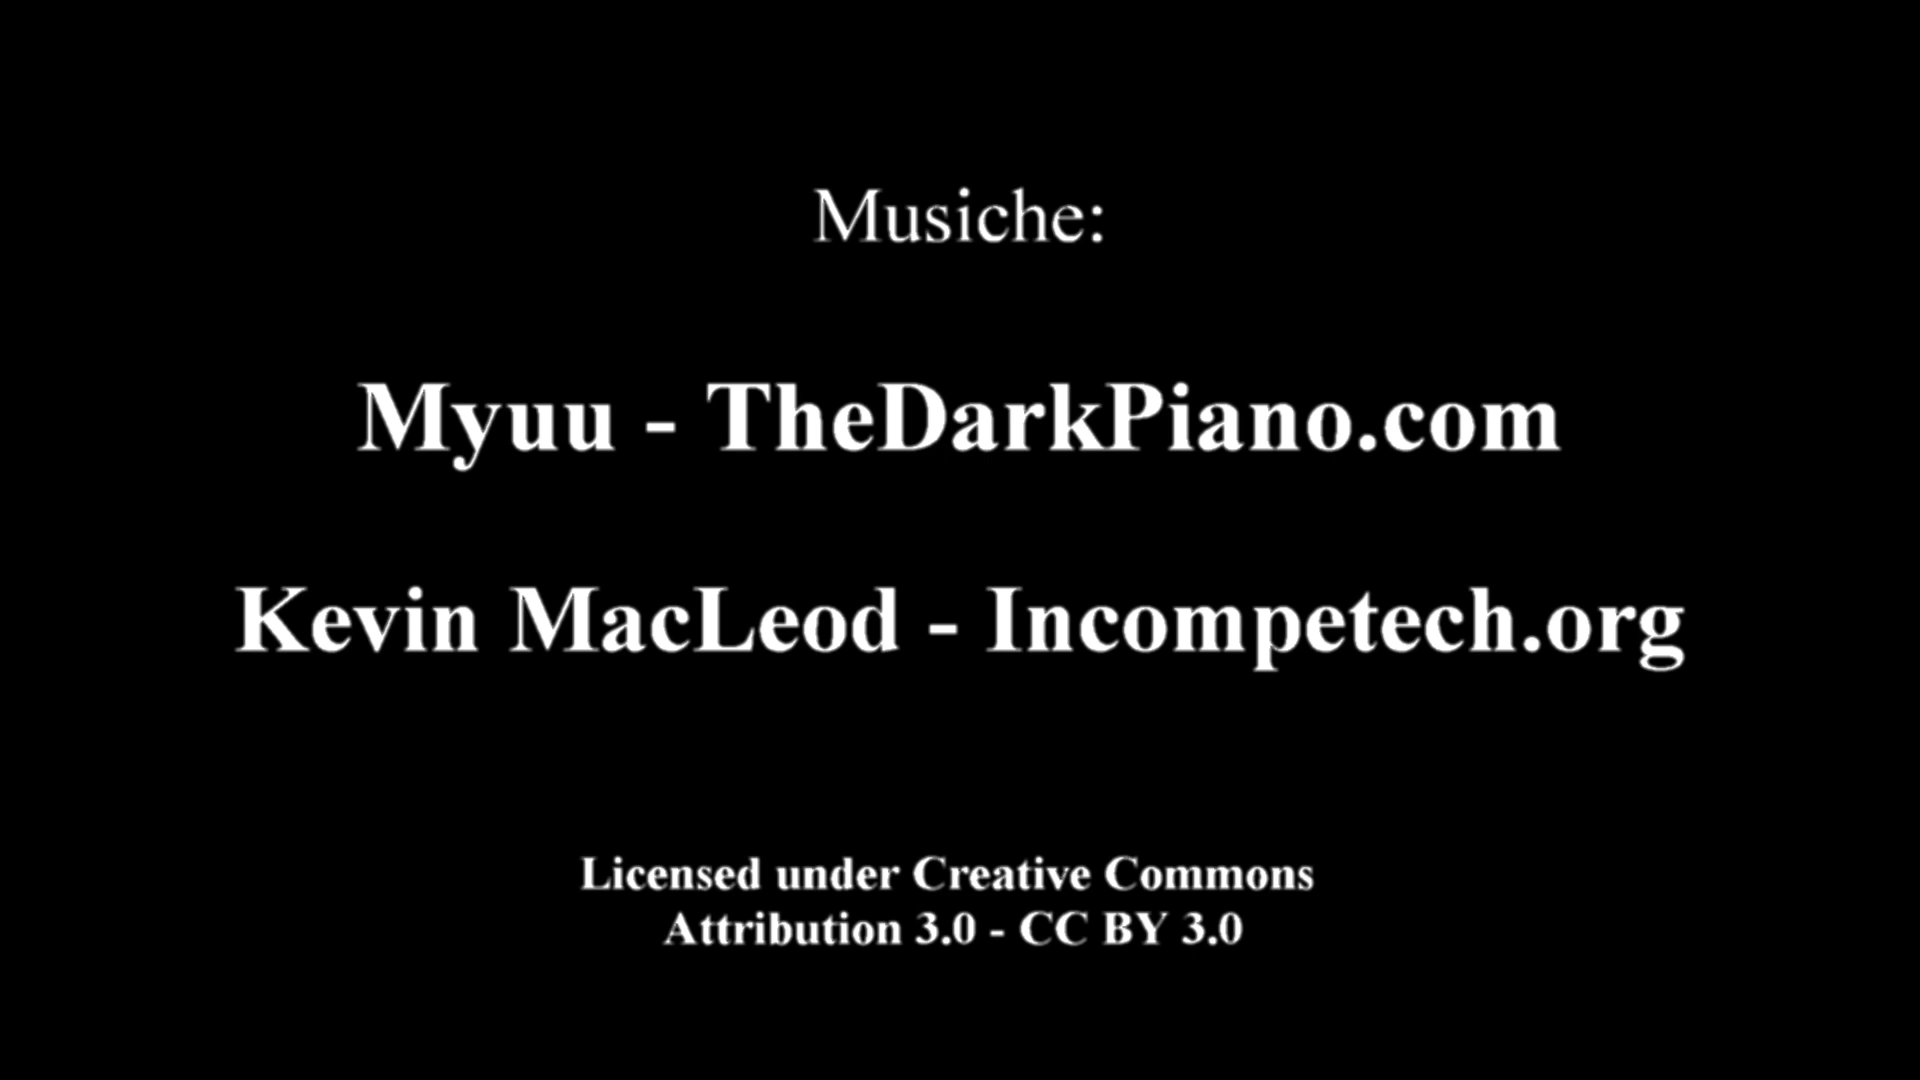 Musiche:
Myuu - TheDarkPiano.com
Kevin MacLeod - Incompetech.org
Licensed under Creative Commons
Attribution 3.0 - CC BY 3.0